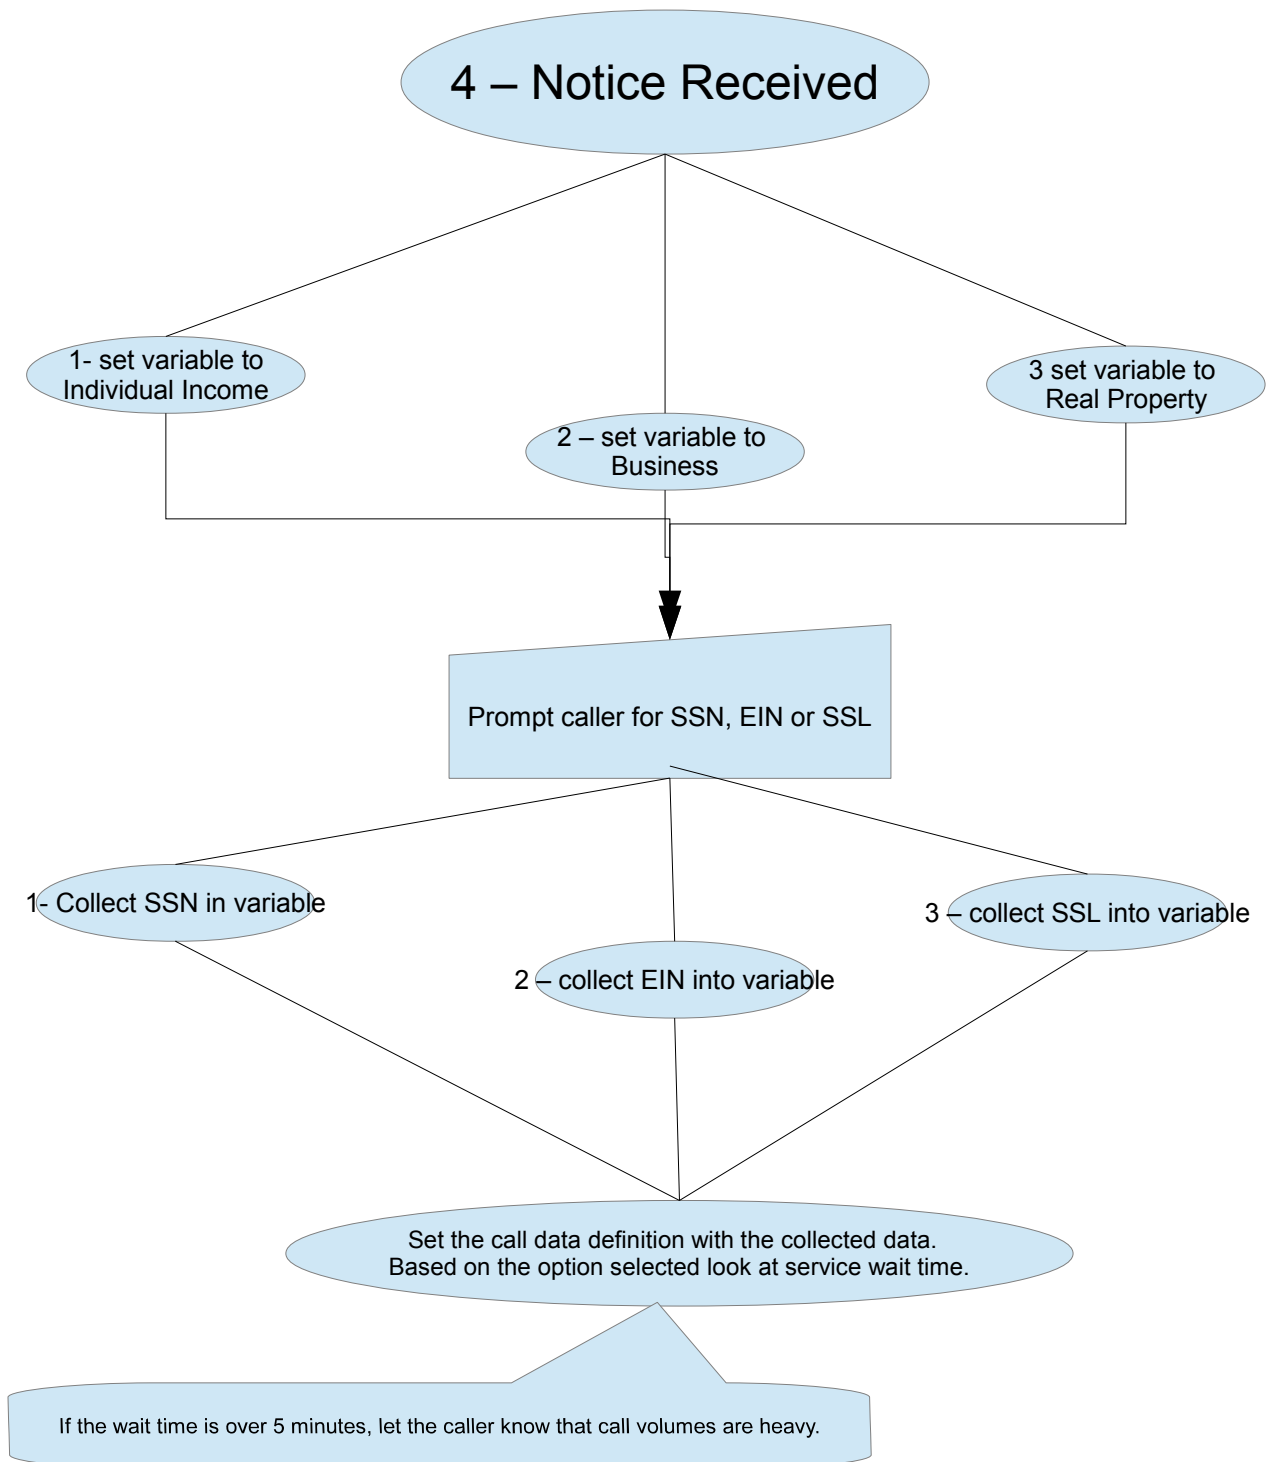 4 – Notice Received
1- set variable to
Individual Income
3 set variable to
Real Property
2 – set variable to
Business
Prompt caller for SSN, EIN or SSL
1- Collect SSN in variable
3 – collect SSL into variable
2 – collect EIN into variable
Set the call data definition with the collected data.
Based on the option selected look at service wait time.
If the wait time is over 5 minutes, let the caller know that call volumes are heavy.